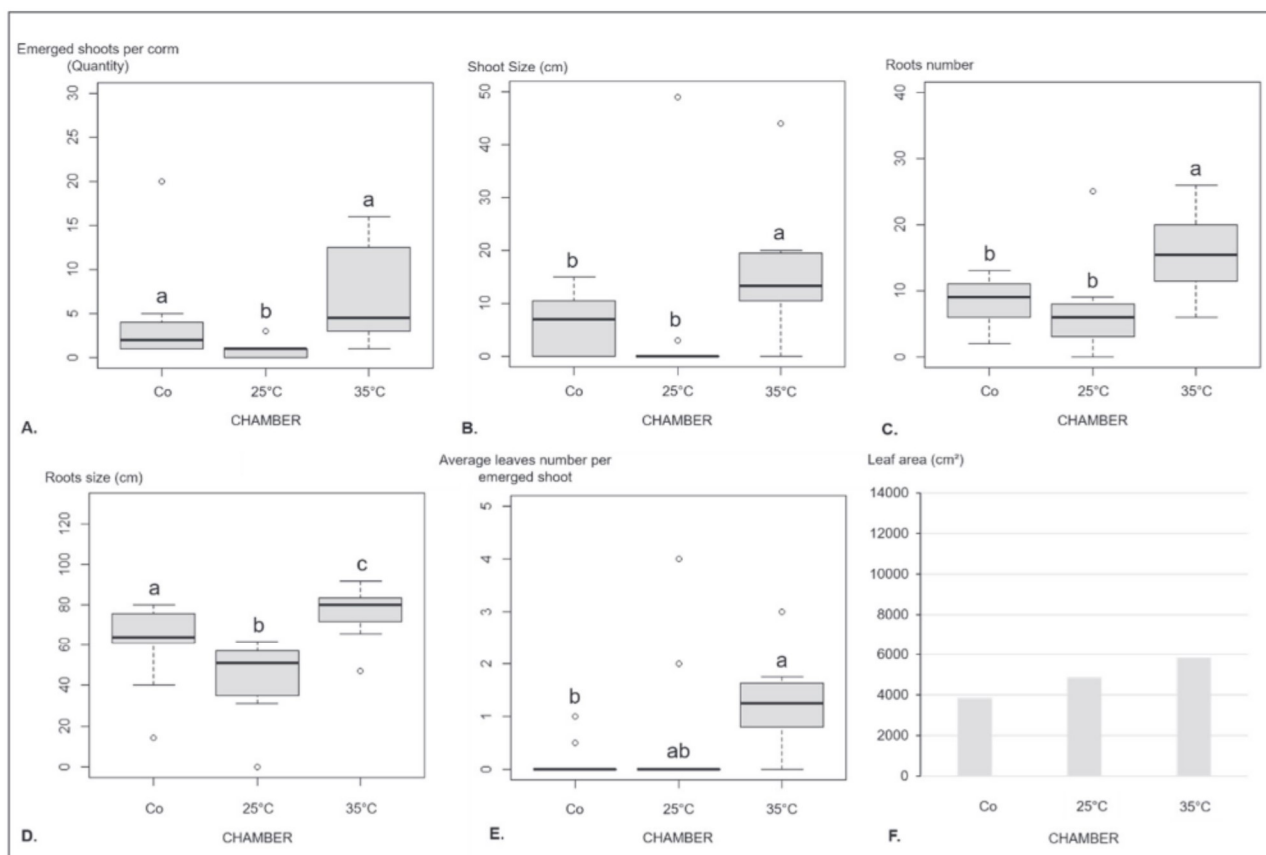 Emerged shoots per corm
(Quantity)
30
25
20
15
10
5
0
a
b
a
Co
25°C
35°C
CHAMBER
A.
Shoot Size (cm)
50
40
30
20
10
0
b
b
a
Co
25°C
35°C
CHAMBER
B.
Roots number
40
30
20
10
0
b
b
a
Co
25°C
35°C
CHAMBER
C.
Roots size (cm)
120
100
80
60
40
20
0
a
b
c
Co
25°C
35°C
CHAMBER
D.
Average leaves number per
emerged shoot
5
4
3
2
1
0
b
ab
a
Co
25°C
35°C
CHAMBER
E.
Leaf area (cm²)
14000
12000
10000
8000
6000
4000
2000
0
Co
25°C
35°C
CHAMBER
F.